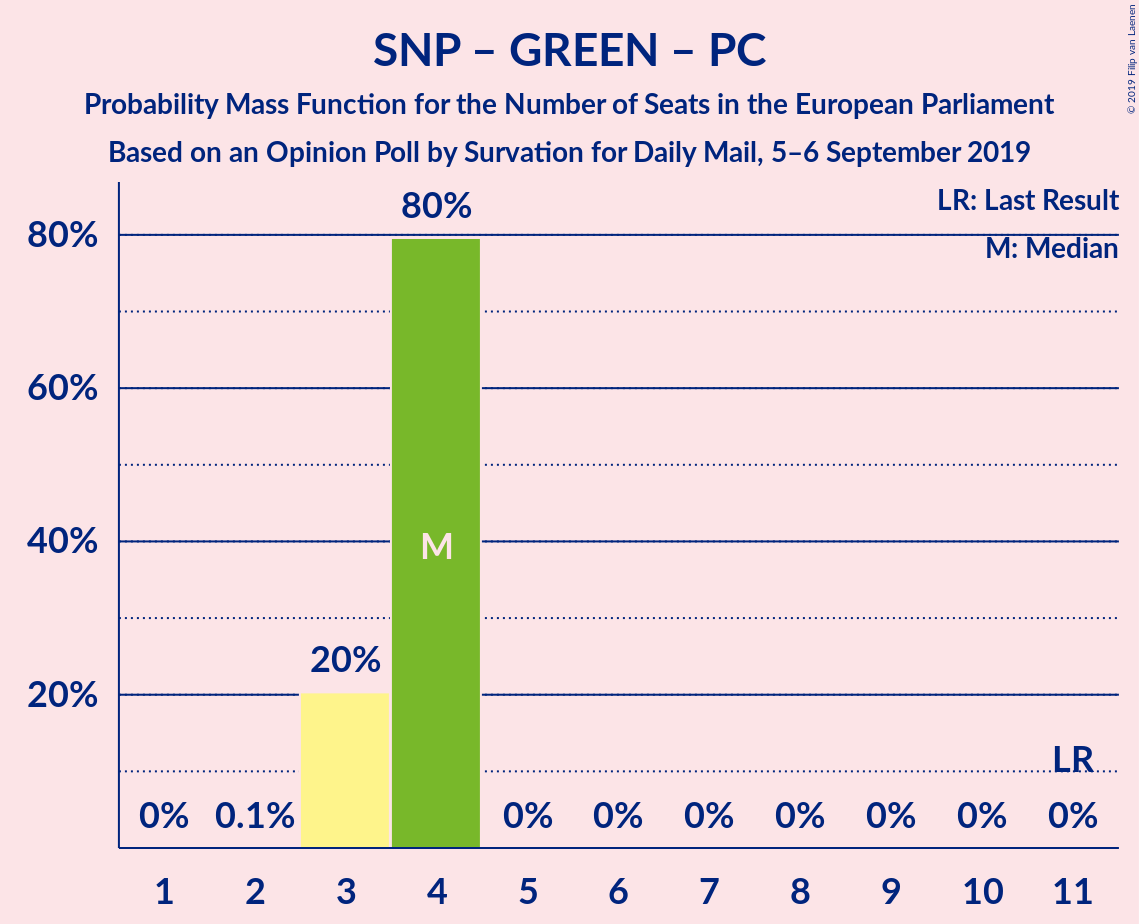 SNP – GREEN – PC
Probability Mass Function for the Number of Seats in the European Parliament
Based on an Opinion Poll by Survation for Daily Mail, 5–6 September 2019
© 2019 Filip van Laenen
LR: Last Result
M: Median
80%
60%
40%
20%
0%
0.1%
20%
80%
M
0%
0%
0%
0%
0%
0%
LR
0%
1 2 3 4 5 6 7 8 9 10 11